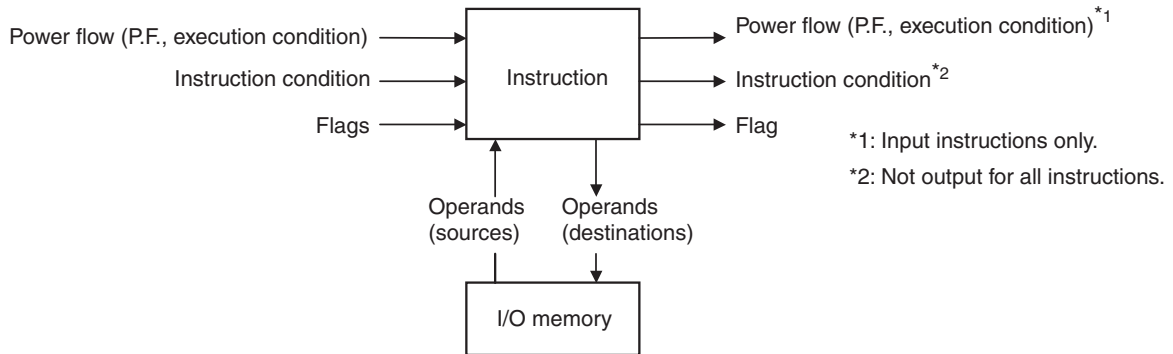 Power flow (P.F., execution condition)
Instruction condition
Flags
Instruction
Power flow (P.F., execution condition)*1
Instruction condition*2
Flag
*1: Input instructions only.
*2: Not output for all instructions.
Operands
(sources)
Operands
(destinations)
I/O memory